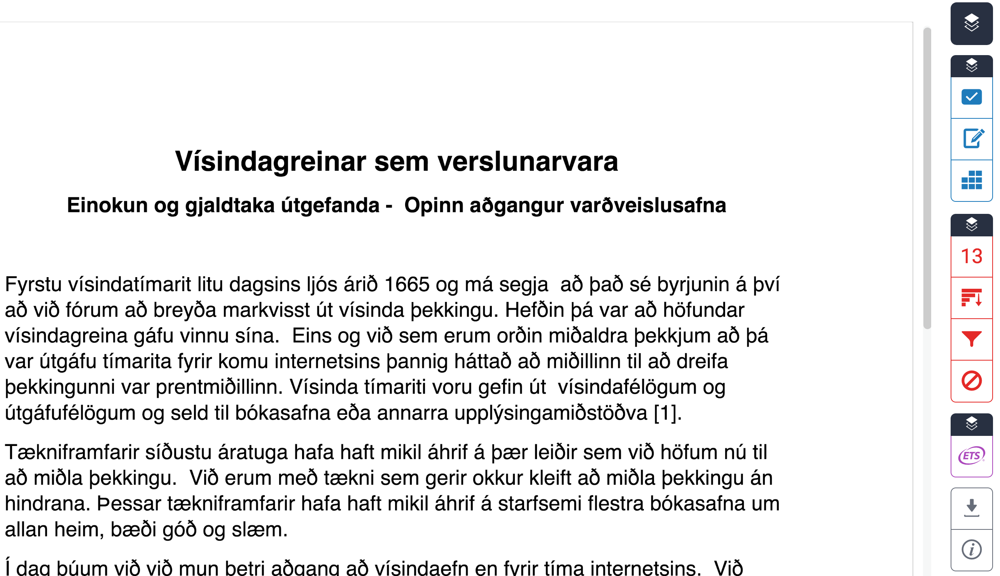 Vísindagreinar sem verslunarvara
Einokun og gjaldtaka útgefanda -  Opinn aðgangur varðveislusafna
Fyrstu vísindatímarit litu dagsins ljós árið 1665 og má segja  að það sé byrjunin á því
að við fórum að breyða markvisst út vísinda þekkingu. Hefðin þá var að höfundar
vísindagreina gáfu vinnu sína.  Eins og við sem erum orðin miðaldra þekkjum að þá
var útgáfu tímarita fyrir komu internetsins þannig háttað að miðillinn til að dreifa
þekkingunni var prentmiðillinn. Vísinda tímariti voru gefin út  vísindafélögum og
útgáfufélögum og seld til bókasafna eða annarra upplýsingamiðstöðva [1].
Tækniframfarir síðustu áratuga hafa haft mikil áhrif á þær leiðir sem við höfum nú til
að miðla þekkingu.  Við erum með tækni sem gerir okkur kleift að miðla þekkingu án
hindrana. Þessar tækniframfarir hafa haft mikil áhrif á starfsemi flestra bókasafna um
allan heim, bæði góð og slæm.
Í dag búum við við mun betri aðgang að vísindaefn en fyrir tíma internetsins.  Við
13
ETS